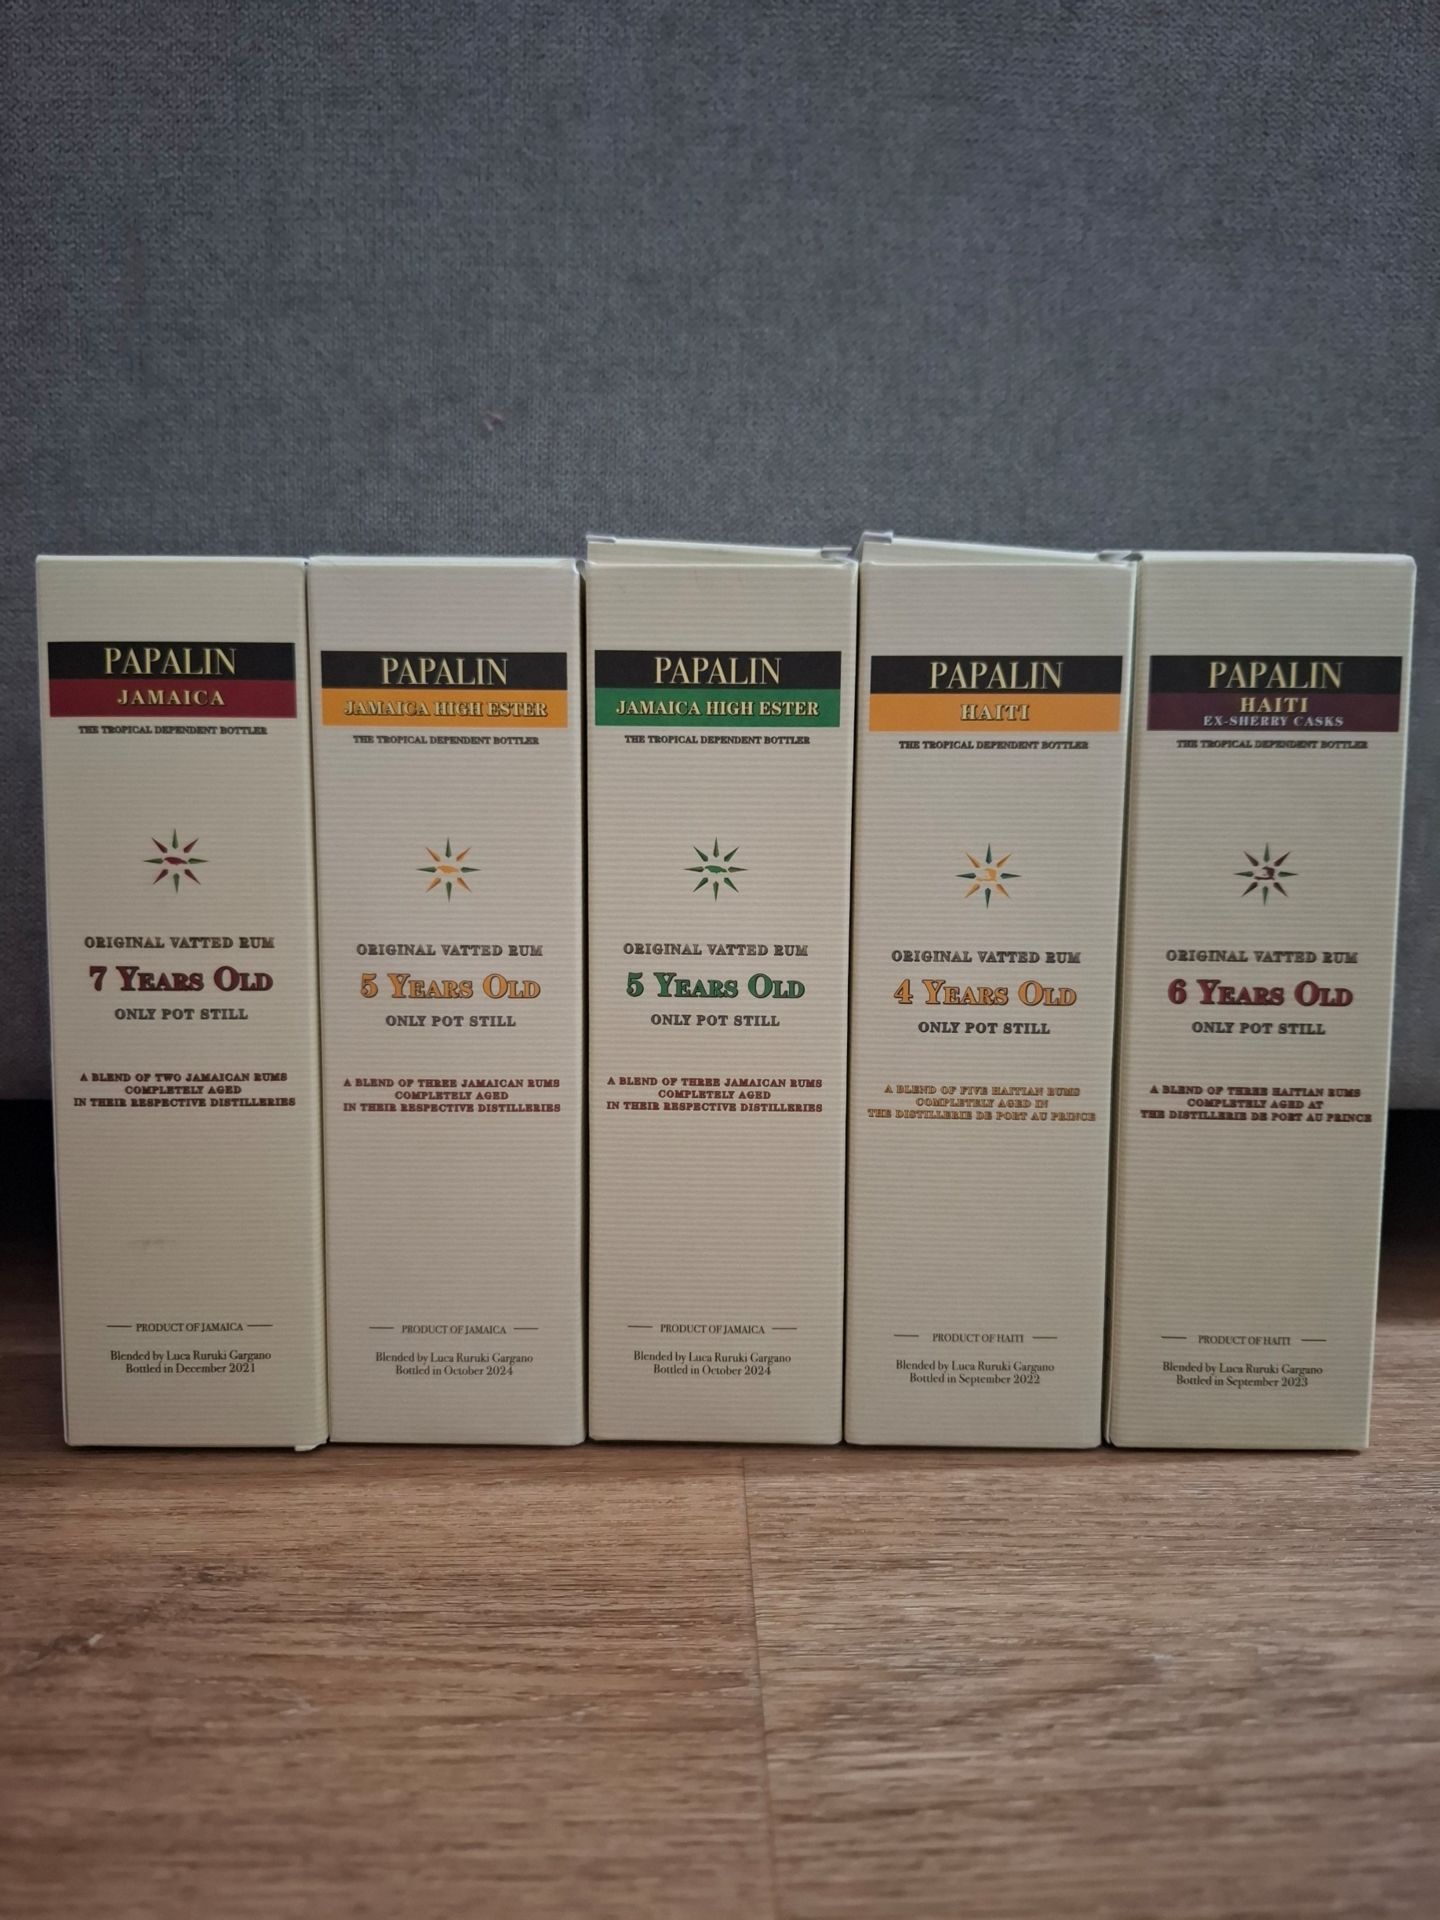 PAPALIN
JAMAICA
THE TROPICAL DEPENDENT BOTTLER
ORIGINAL VATTED RUM
7 YEARS OLD
ONLY POT STILL
A BLEND OF TWO JAMAICAN RUMS
COMPLETELY AGED
IN THEIR RESPECTIVE DISTILLERIES
PRODUCT OF JAMAICA
Blended by Luca Ruruki Gargano
Bottled in December 2021
PAPALIN
JAMAICA HIGH ESTER
THE TROPICAL DEPENDENT BOTTLER
ORIGINAL VATTED RUM
5 YEARS OLD
ONLY POT STILL
A BLEND OF THREE JAMAICAN RUMS
COMPLETELY AGED
IN THEIR RESPECTIVE DISTILLERIES
PRODUCT OF JAMAICA
Blended by Luca Ruruki Gargano
Bottled in October 2024
PAPALIN
JAMAICA HIGH ESTER
THE TROPICAL DEPENDENT BOTTLER
ORIGINAL VATTED RUM
5 YEARS OLD
ONLY POT STILL
A BLEND OF THREE JAMAICAN RUMS
COMPLETELY AGED
IN THEIR RESPECTIVE DISTILLERIES
PRODUCT OF JAMAICA
Blended by Luca Ruruki Gargano
Bottled in October 2024
PAPALIN
HAITI
THE TROPICAL DEPENDENT BOTTLER
ORIGINAL VATTED RUM
4 YEARS OLD
ONLY POT STILL
A BLEND OF FIVE HAITIAN RUMS
COMPLETELY AGED IN
THE DISTILLERIE DE PORT AU PRINCE
PRODUCT OF HAITI
Blended by Luca Ruruki Gargano
Bottled in September 2022
PAPALIN
HAITI
EX-SHERRY CASKS
THE TROPICAL DEPENDENT BOTTLER
ORIGINAL VATTED RUM
6 YEARS OLD
ONLY POT STILL
A BLEND OF THREE HAITIAN RUMS
COMPLETELY AGED AT
THE DISTILLERIE DE PORT AU PRINCE
PRODUCT OF HAITI
Blended by Luca Ruruki Gargano
Bottled in September 2023